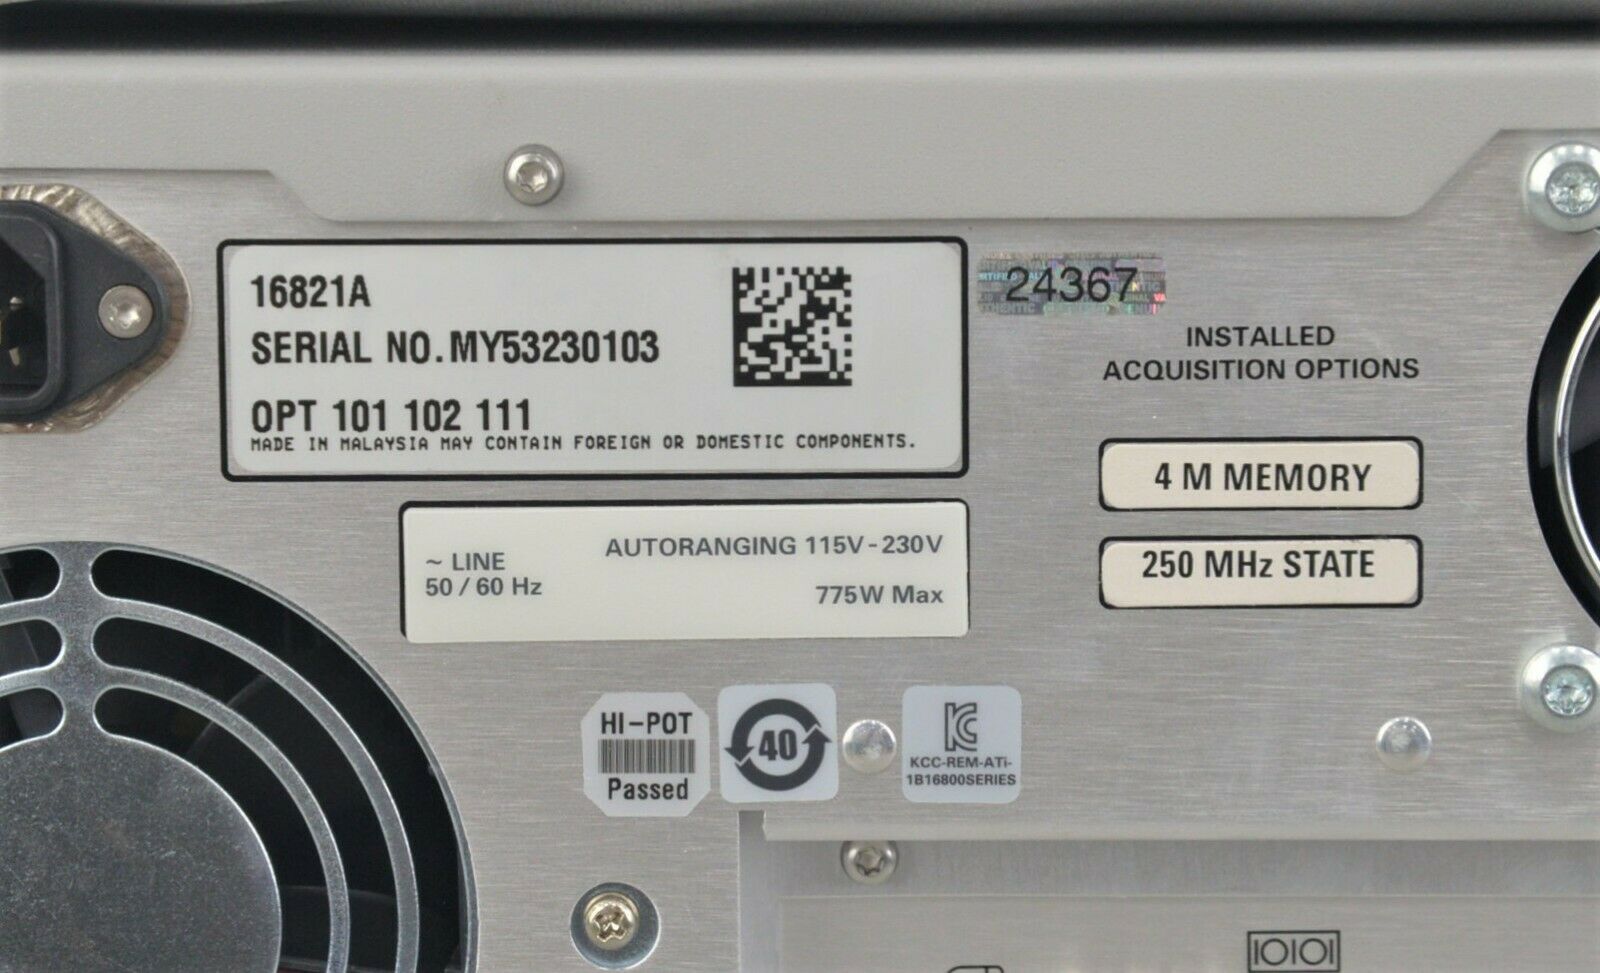 16821A
SERIAL NO. MY53230103
OPT 101 102 111
MADE IN MALAYSIA MAY CONTAIN FOREIGN OR DOMESTIC COMPONENTS.
24367
INSTALLED
ACQUISITION OPTIONS
4 M MEMORY
250 MHz STATE
~ LINE
50 / 60 Hz
AUTORANGING 115V - 230V
775W Max
HI-POT
Passed
40
KCC-REM-ATi-
1B16800SERIES
IOIOI